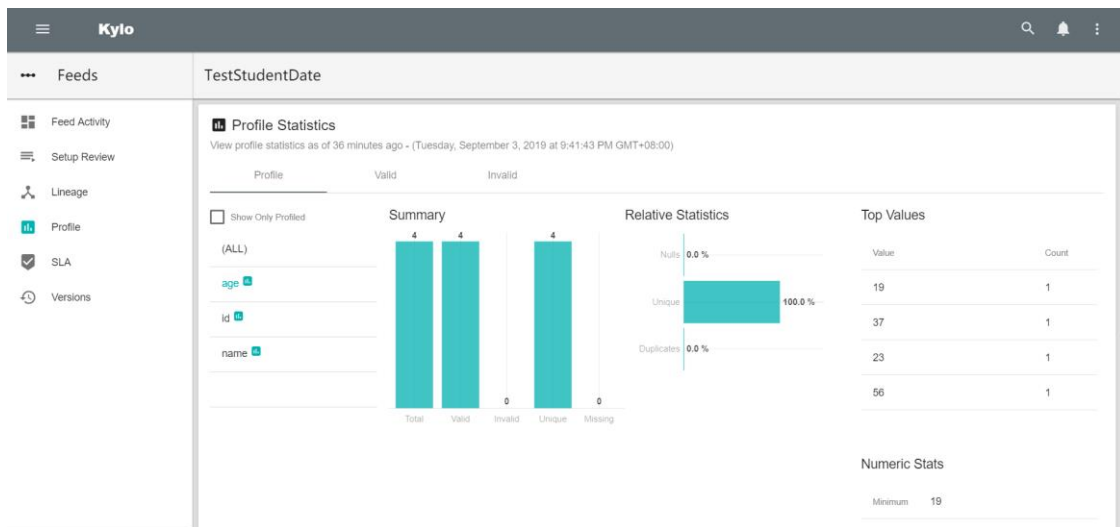 Kylo
Feeds
TestStudentDate
Feed Activity
Setup Review
Lineage
Profile
SLA
Versions
Profile Statistics
View profile statistics as of 36 minutes ago - (Tuesday, September 3, 2019 at 9:41:43 PM GMT+08:00)
Profile Valid Invalid
Show Only Profiled
(ALL)
age
id
name
Summary
4 4 0 4 0
Total Valid Invalid Unique Missing
Relative Statistics
Nulls 0.0 %
Unique 100.0 %
Duplicates 0.0 %
Top Values
Value Count
19 1
37 1
23 1
56 1
Numeric Stats
Minimum 19